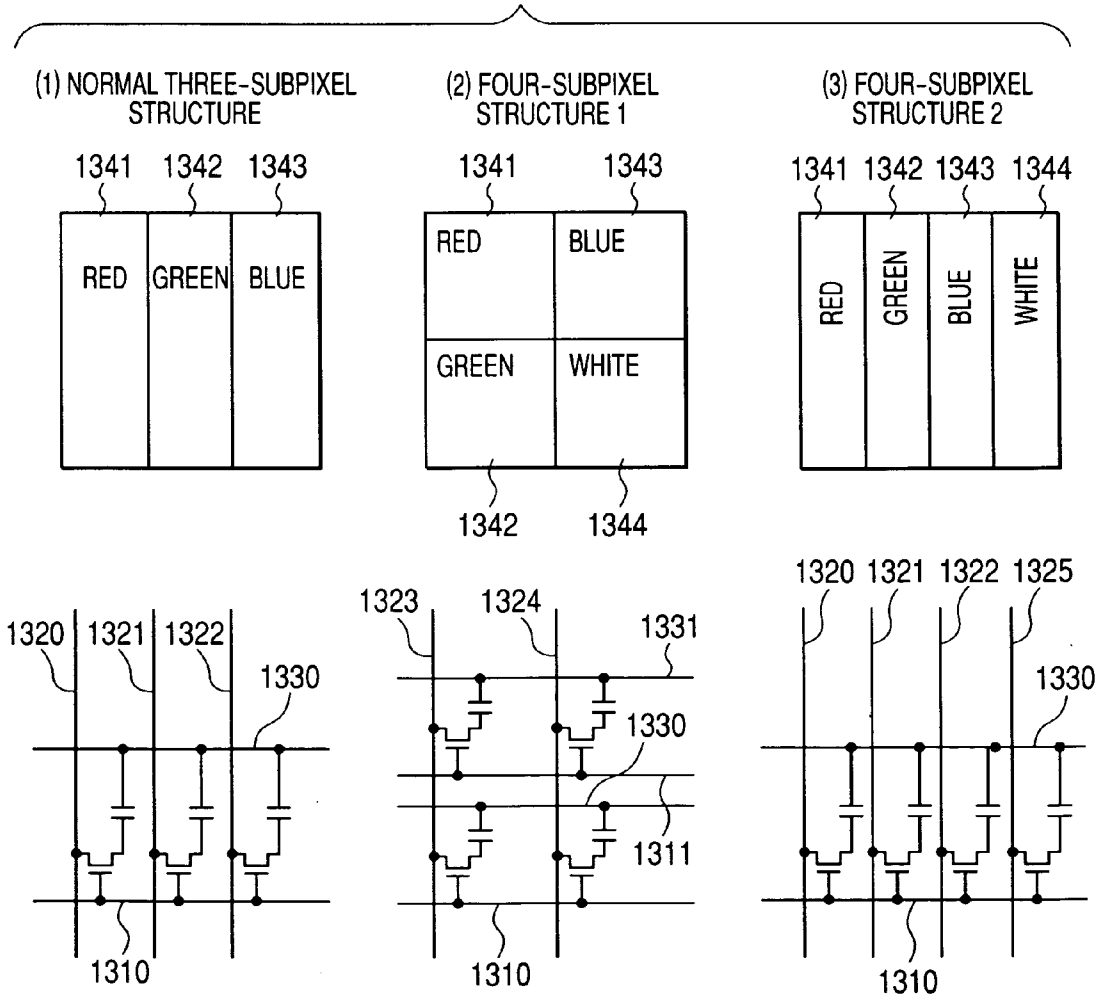 (1) NORMAL THREE-SUBPIXEL
STRUCTURE
1341 1342 1343
RED GREEN BLUE
(2) FOUR-SUBPIXEL
STRUCTURE 1
1341 1343
RED BLUE
GREEN WHITE
1342 1344
(3) FOUR-SUBPIXEL
STRUCTURE 2
1341 1342 1343 1344
RED GREEN BLUE WHITE
1320 1321 1322
1330
1310
1323 1324
1331
1330
1311
1310
1320 1321 1322 1325
1330
1310